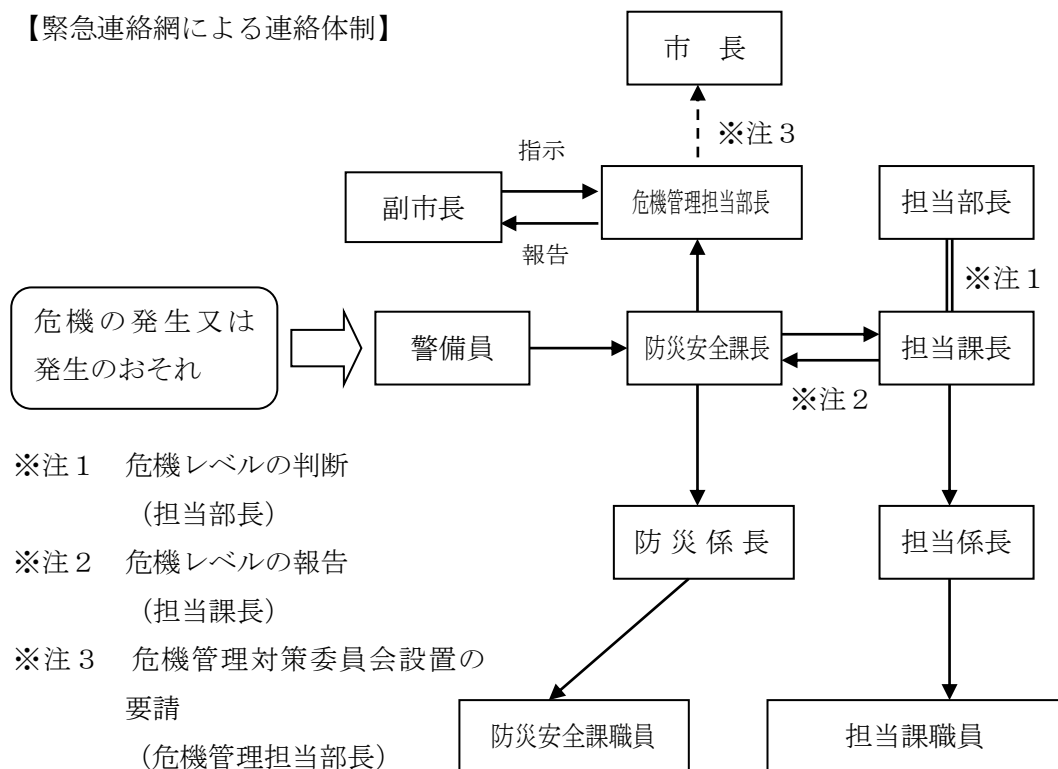 【緊急連絡網による連絡体制】
市　長
※注３
指示
副市長
危機管理担当部長
担当部長
報告
※注１
危機の発生又は
発生のおそれ
警備員
防災安全課長
担当課長
※注２
※注１　危機レベルの判断
（担当部長）
※注２　危機レベルの報告
（担当課長）
※注３　危機管理対策委員会設置の
要請
（危機管理担当部長）
防災係長
担当係長
防災安全課職員
担当課職員